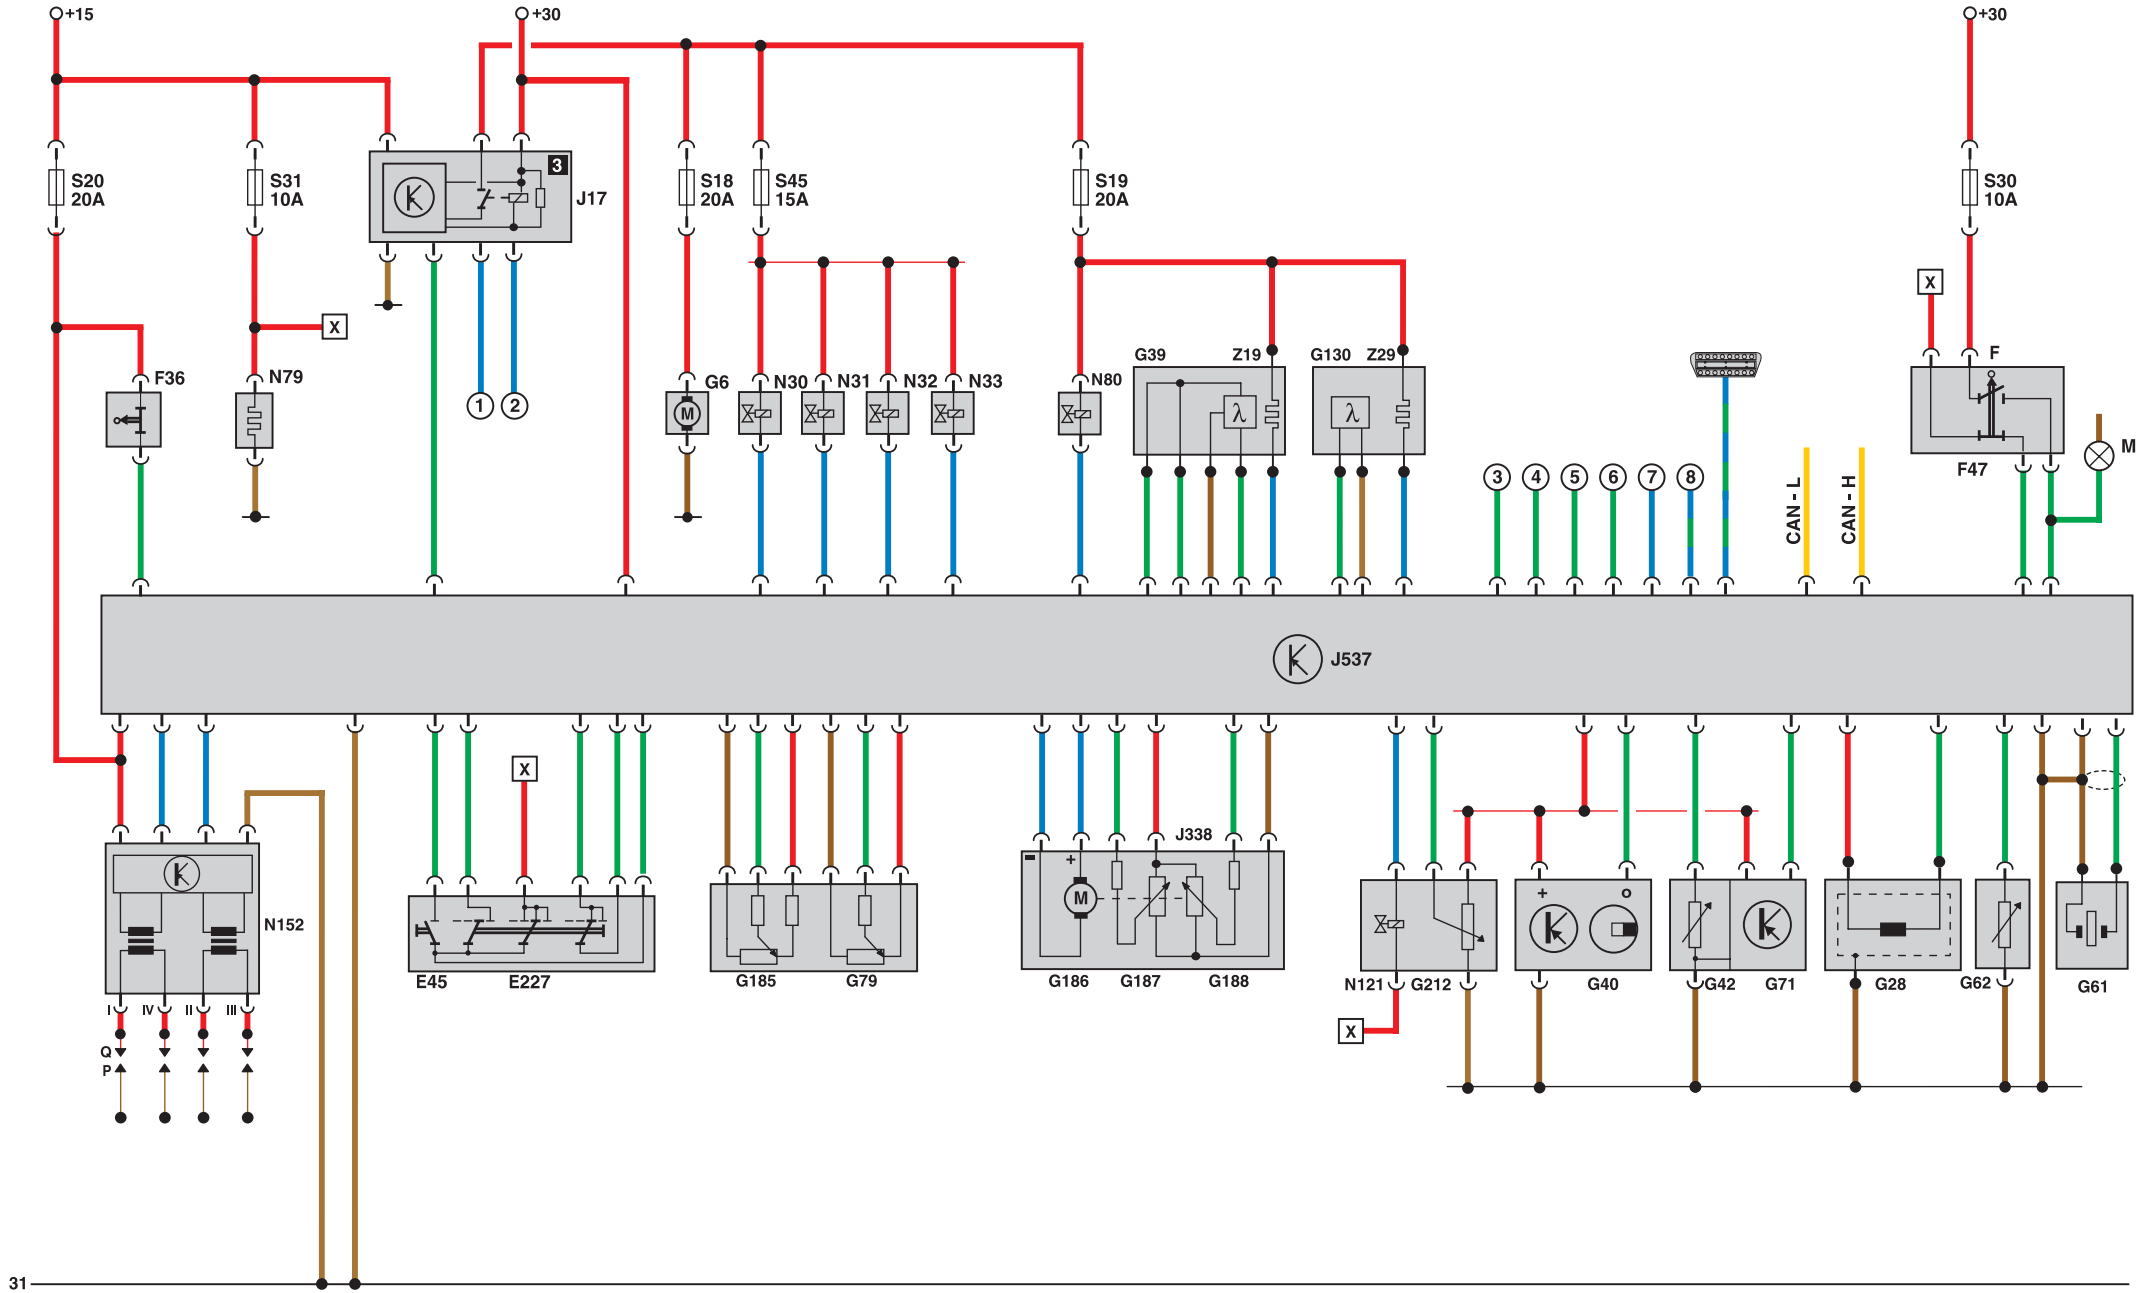 +15
+30
+30
S20
20A
S31
10A
3
J17
S18
20A
S45
15A
S19
20A
S30
10A
X
X
F36
N79
G6
M
N30
N31
N32
N33
N80
G39
Z19
λ
G130
Z29
λ
F
F47
M
1
2
3
4
5
6
7
8
CAN - L
CAN - H
J537
X
N152
I
IV
II
III
Q
P
E45
E227
G185
G79
J338
+
M
G186
G187
G188
N121
G212
X
+
o
G40
G42
G71
G28
G62
G61
31